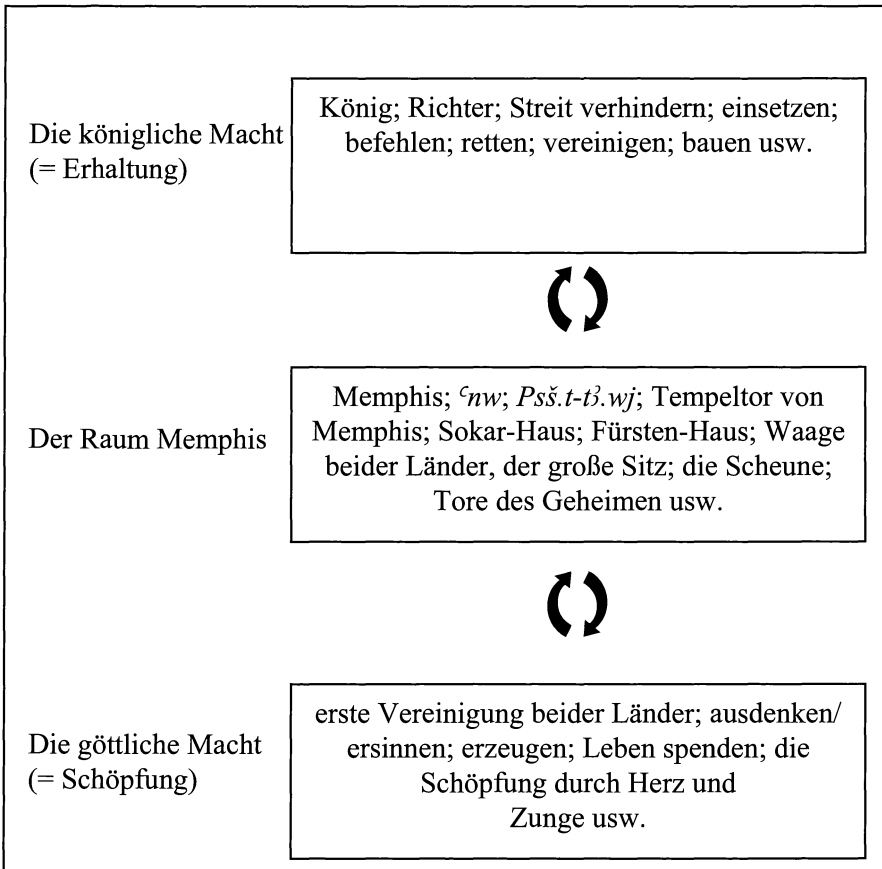 König; Richter; Streit verhindern; einsetzen;
befehlen; retten; vereinigen; bauen usw.
Die königliche Macht
(= Erhaltung)
Memphis; ꜥnw; Psš.t-tꜣ.wj; Tempeltor von
Memphis; Sokar-Haus; Fürsten-Haus; Waage
beider Länder, der große Sitz; die Scheune;
Tore des Geheimen usw.
Der Raum Memphis
erste Vereinigung beider Länder; ausdenken/
ersinnen; erzeugen; Leben spenden; die
Schöpfung durch Herz und
Zunge usw.
Die göttliche Macht
(= Schöpfung)